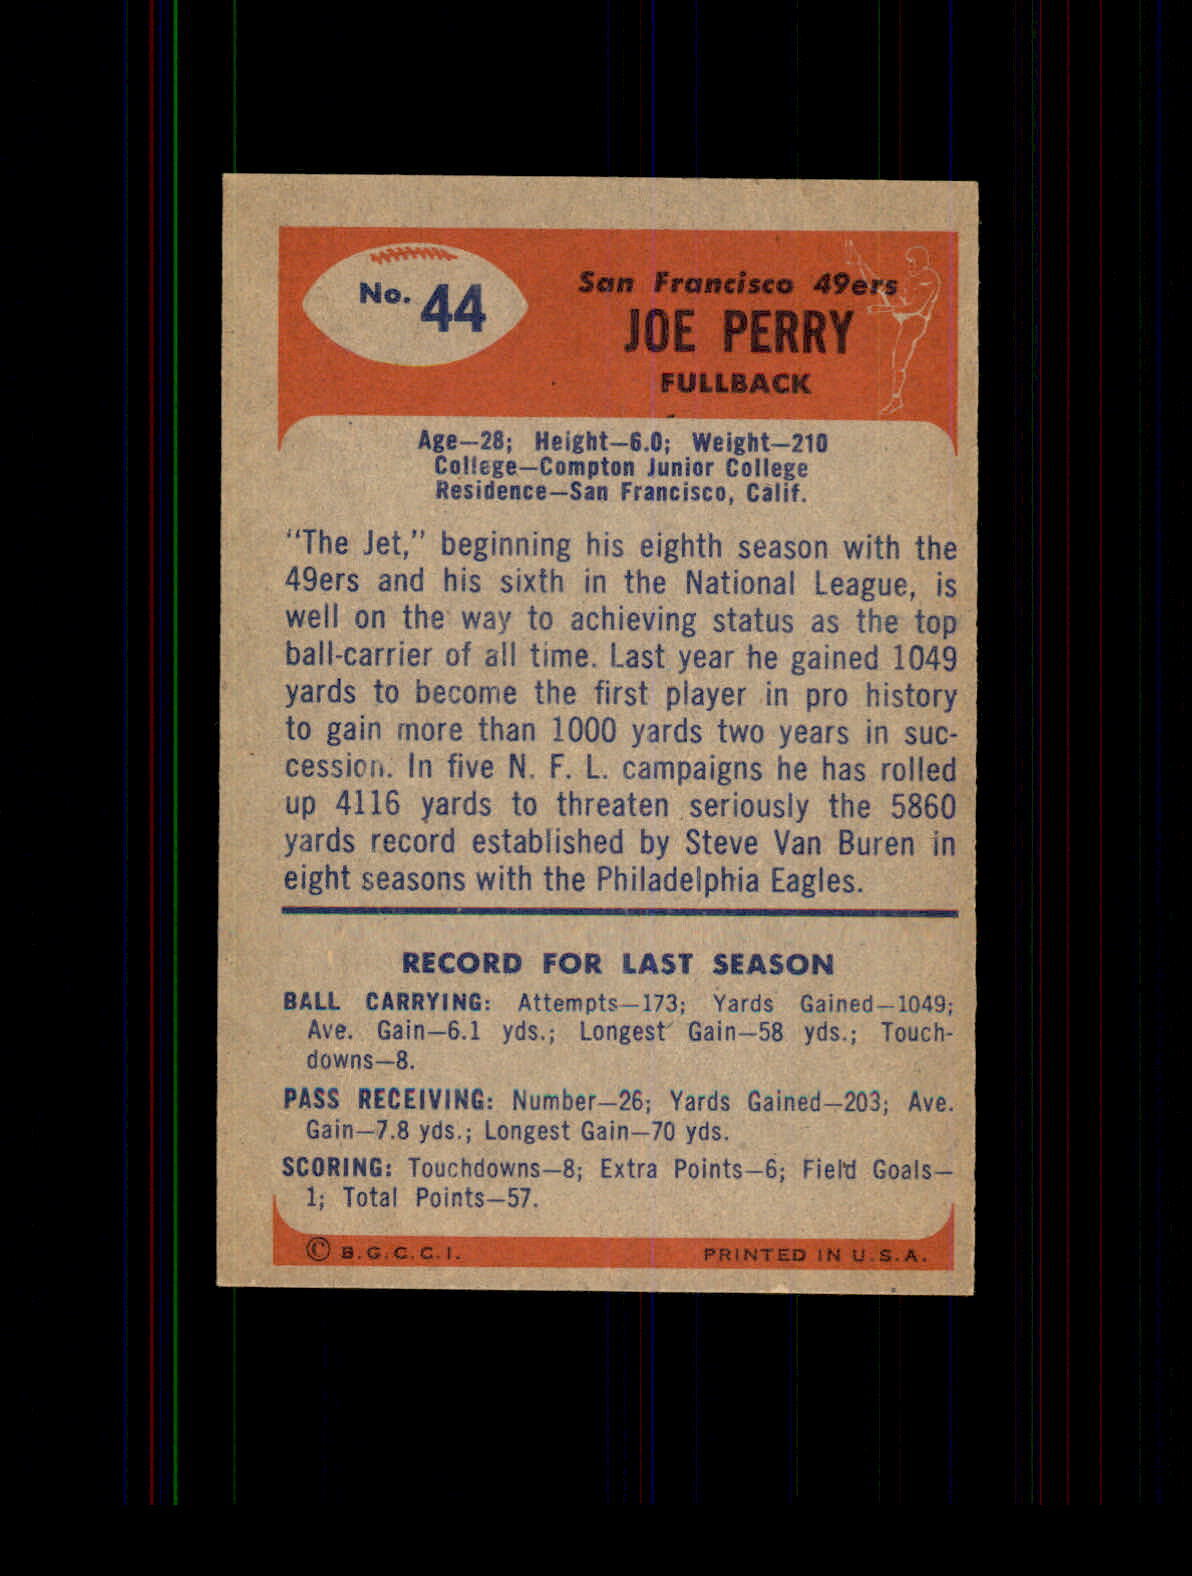 No. 44
San Francisco 49ers
JOE PERRY
FULLBACK
Age—28; Height—6.0; Weight—210
College—Compton Junior College
Residence—San Francisco, Calif.
"The Jet," beginning his eighth season with the
49ers and his sixth in the National League, is
well on the way to achieving status as the top
ball-carrier of all time. Last year he gained 1049
yards to become the first player in pro history
to gain more than 1000 yards two years in suc-
cession. In five N. F. L. campaigns he has rolled
up 4116 yards to threaten seriously the 5860
yards record established by Steve Van Buren in
eight seasons with the Philadelphia Eagles.
RECORD FOR LAST SEASON
BALL CARRYING: Attempts—173; Yards Gained—1049;
Ave. Gain—6.1 yds.; Longest Gain—58 yds.; Touch-
downs—8.
PASS RECEIVING: Number—26; Yards Gained—203; Ave.
Gain—7.8 yds.; Longest Gain—70 yds.
SCORING: Touchdowns—8; Extra Points—6; Field Goals—
1; Total Points—57.
© B.G.C.C.I. PRINTED IN U.S.A.